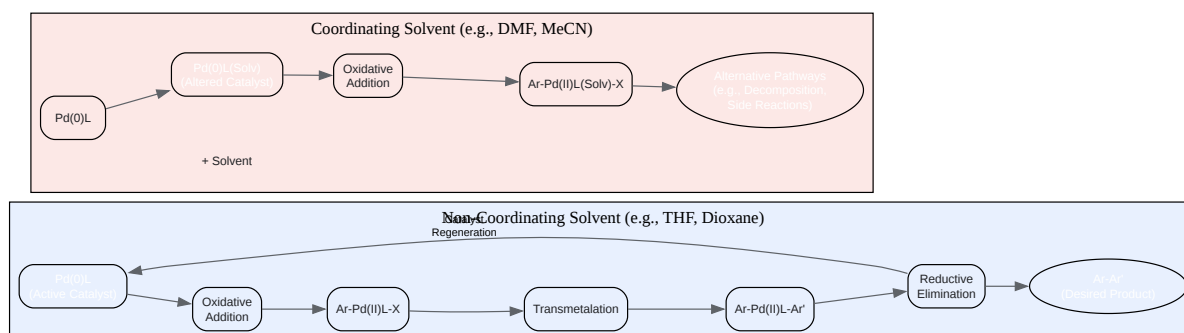 Coordinating Solvent (e.g., DMF, MeCN)
Pd(0)L
Pd(0)L(Solv)
(Altered Catalyst)
Oxidative
Addition
Ar-Pd(II)L(Solv)-X
Alternative Pathways
(e.g., Decomposition,
Side Reactions)
+ Solvent
Non-Coordinating Solvent (e.g., THF, Dioxane)
Catalyst
Regeneration
Pd(0)L
(Active Catalyst)
Oxidative
Addition
Ar-Pd(II)L-X
Transmetalation
Ar-Pd(II)L-Ar'
Reductive
Elimination
Ar-Ar'
(Desired Product)